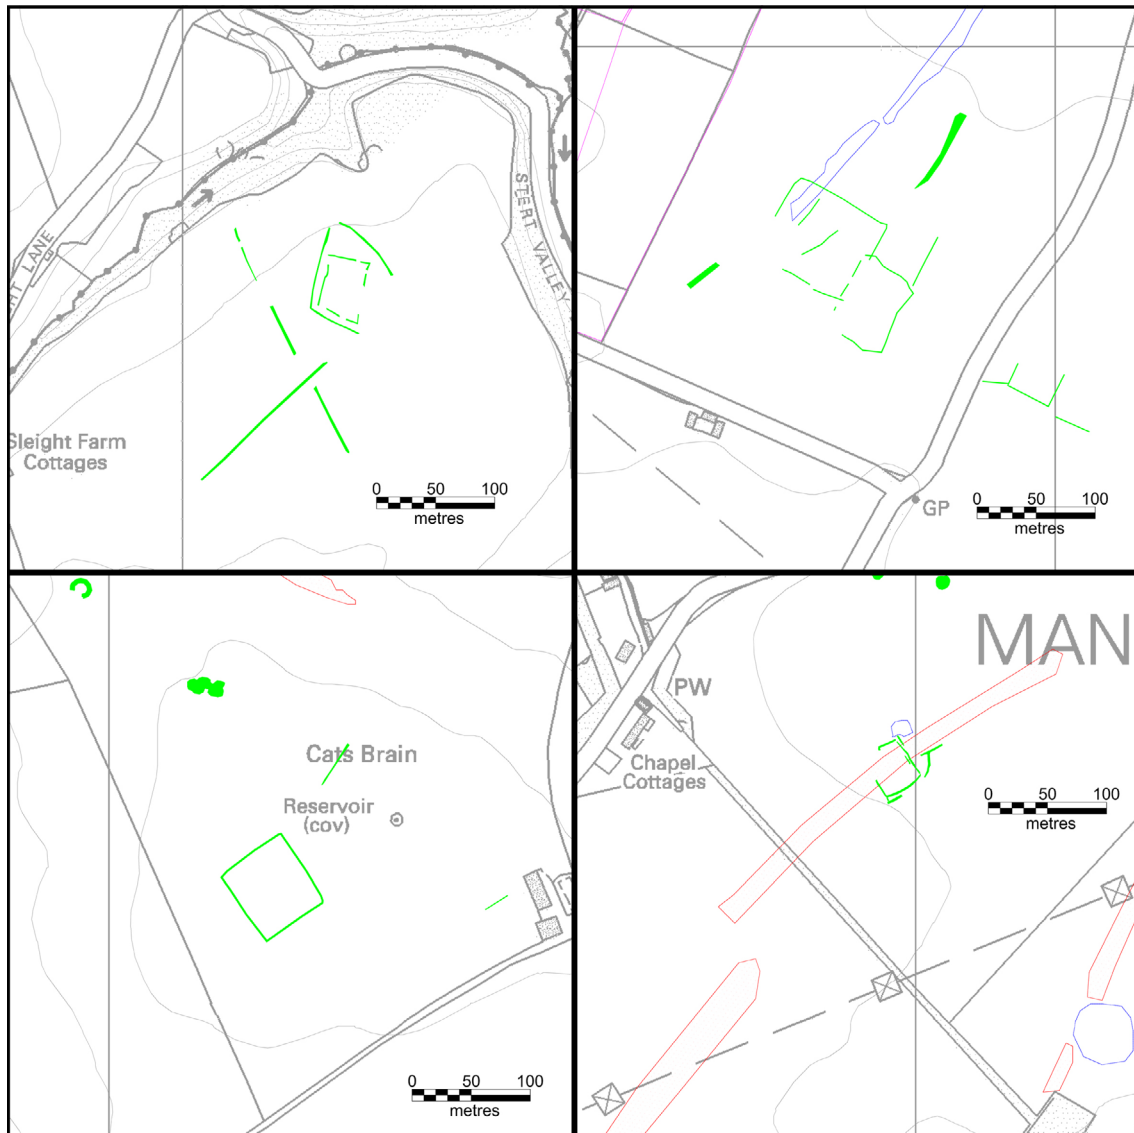 HT LANE
STERT VALLEY
Sleight Farm
Cottages
0 50 100
metres
GP
0 50 100
metres
Cats Brain
Reservoir
(cov)
0 50 100
metres
MAN
PW
Chapel
Cottages
0 50 100
metres